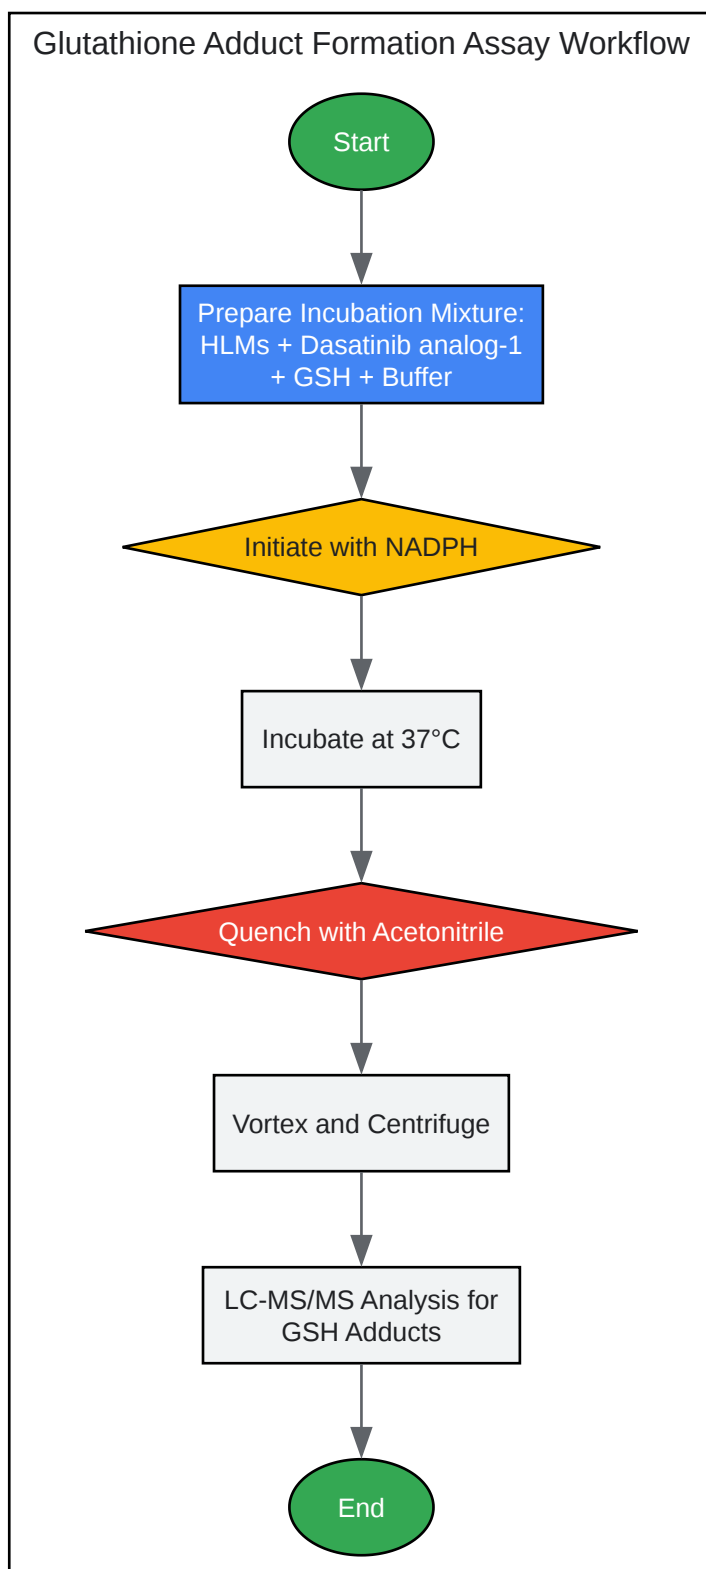 Glutathione Adduct Formation Assay Workflow
Start
Prepare Incubation Mixture:
HLMs + Dasatinib analog-1
+ GSH + Buffer
Initiate with NADPH
Incubate at 37°C
Quench with Acetonitrile
Vortex and Centrifuge
LC-MS/MS Analysis for
GSH Adducts
End